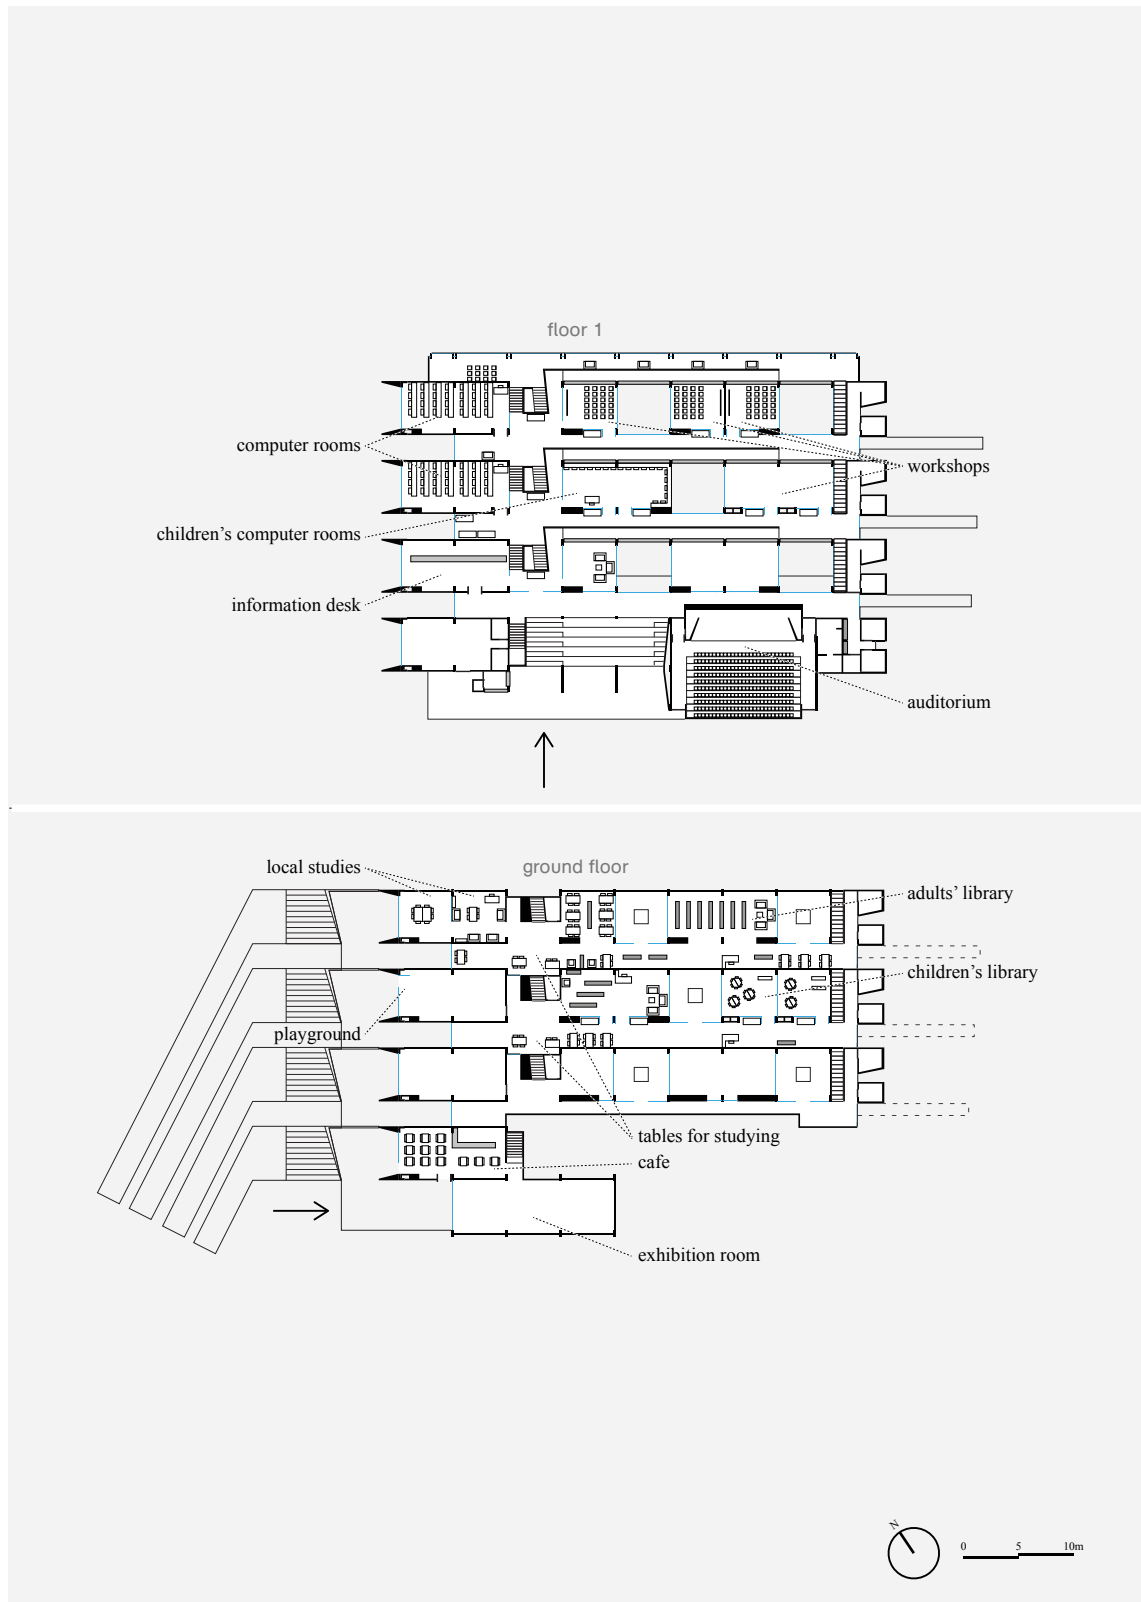 floor 1
computer rooms
workshops
children's computer rooms
information desk
auditorium
ground floor
local studies
adults' library
children's library
playground
tables for studying
cafe
exhibition room
N
0 5 10m